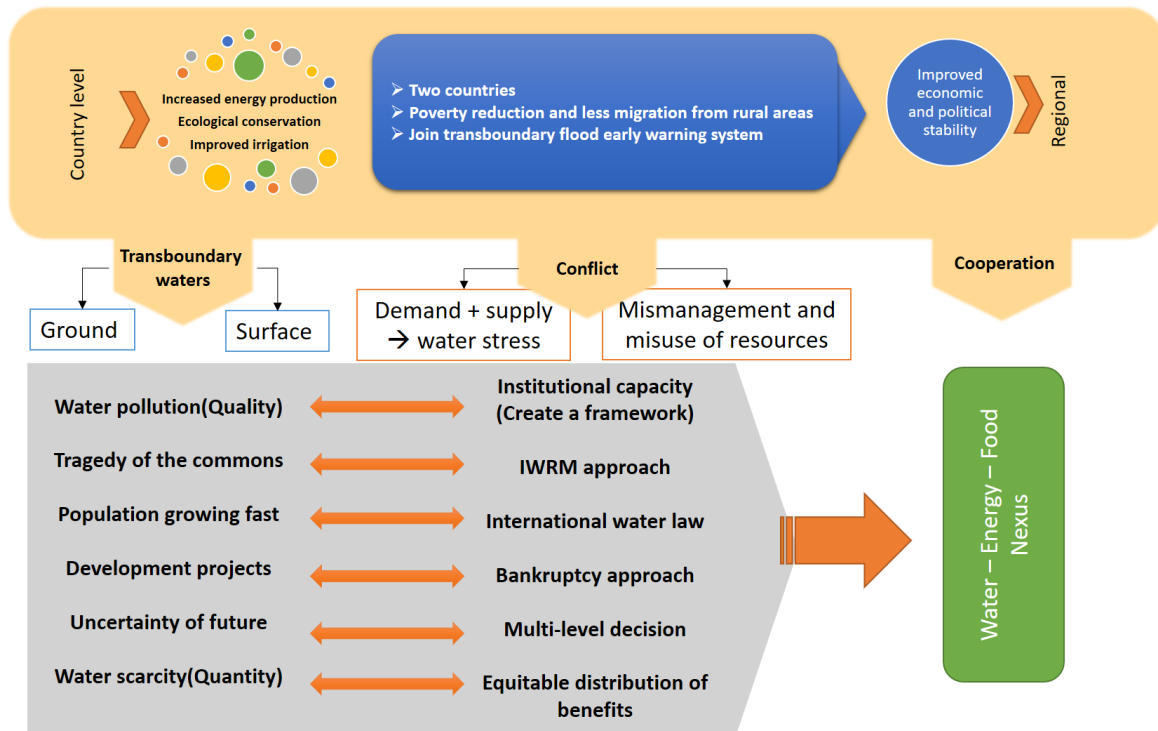 Country level
Increased energy production
Ecological conservation
Improved irrigation
➢ Two countries
➢ Poverty reduction and less migration from rural areas
➢ Join transboundary flood early warning system
Improved
economic
and political
stability
Regional
Transboundary
waters
Conflict
Cooperation
Ground
Surface
Demand + supply
→ water stress
Mismanagement and
misuse of resources
Water pollution(Quality)
Institutional capacity
(Create a framework)
Tragedy of the commons
IWRM approach
Population growing fast
International water law
Development projects
Bankruptcy approach
Uncertainty of future
Multi-level decision
Water scarcity(Quantity)
Equitable distribution of
benefits
Water – Energy – Food
Nexus